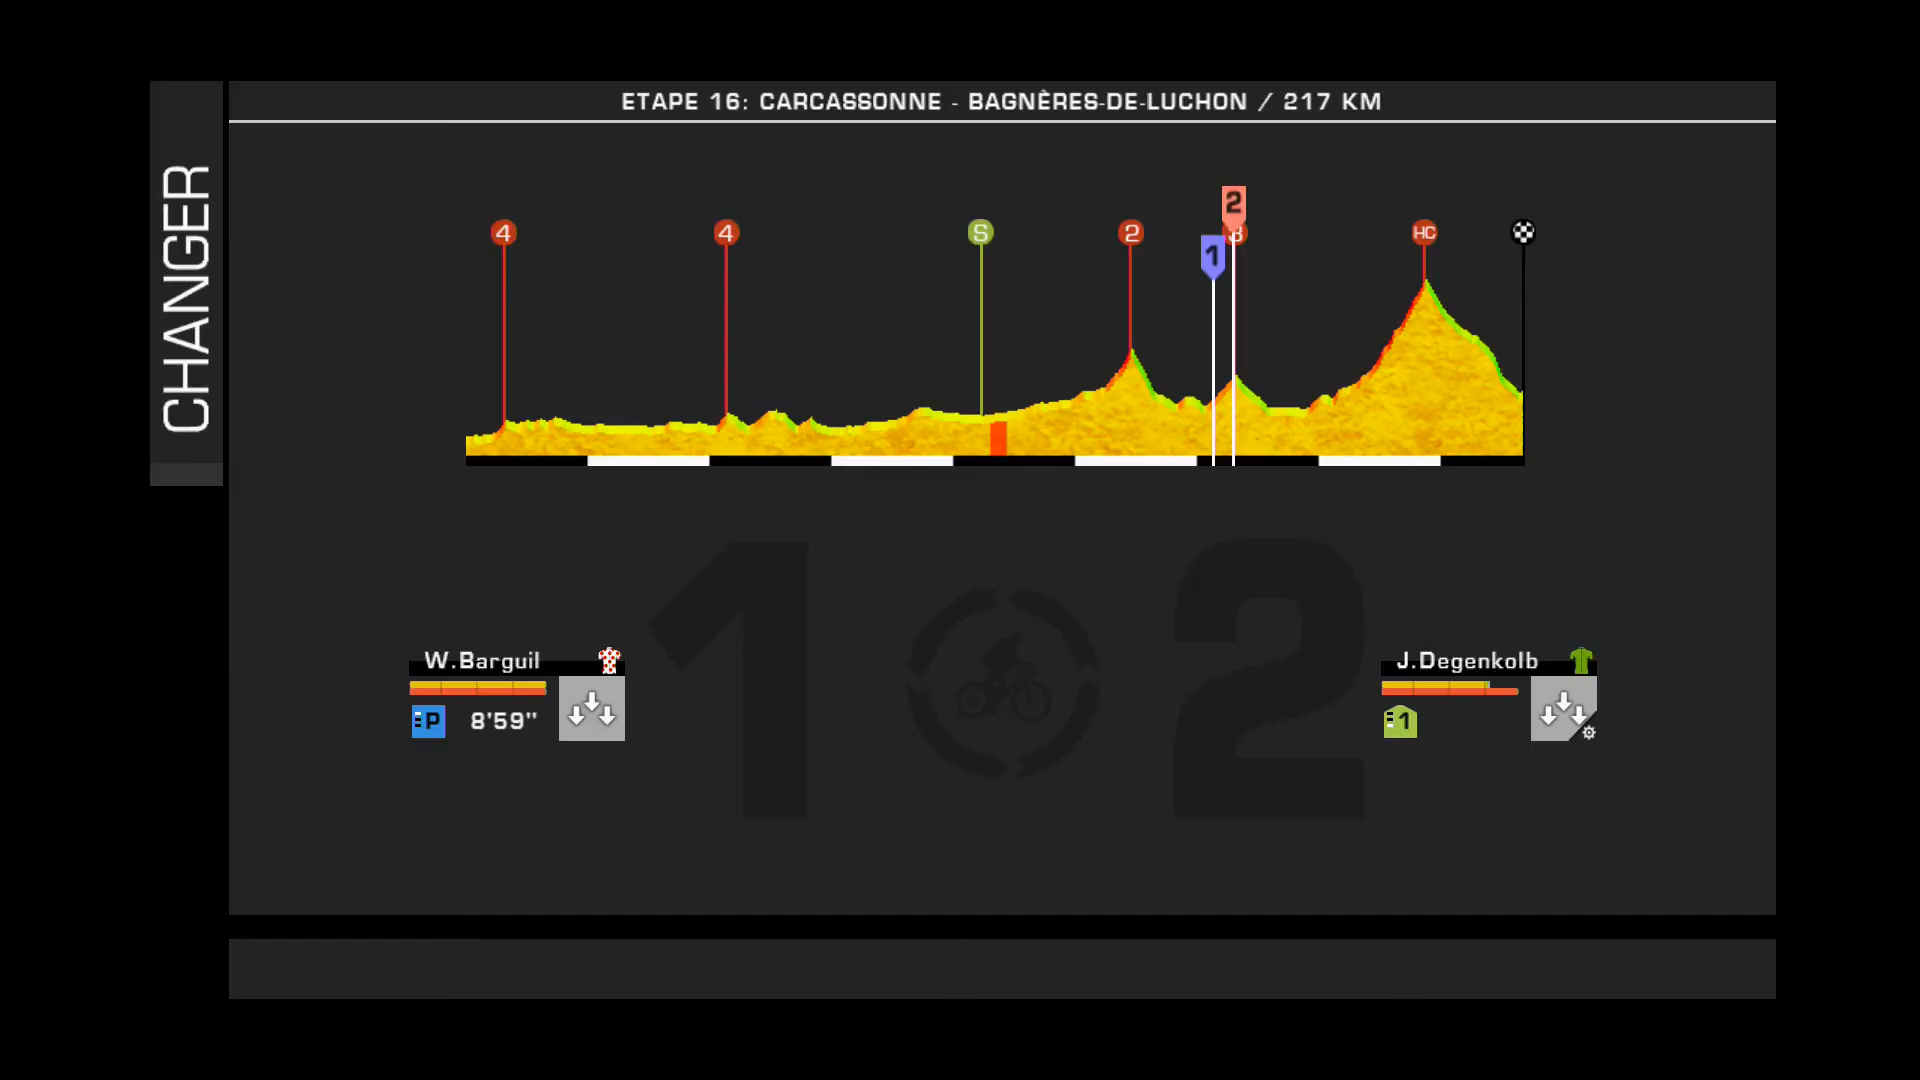 CHANGER
ETAPE 16: CARCASSONNE - BAGNÈRES-DE-LUCHON / 217 KM
2
4
4
S
2
3
HC
1
1
2
W.Barguil
J.Degenkolb
P
8'59"
1